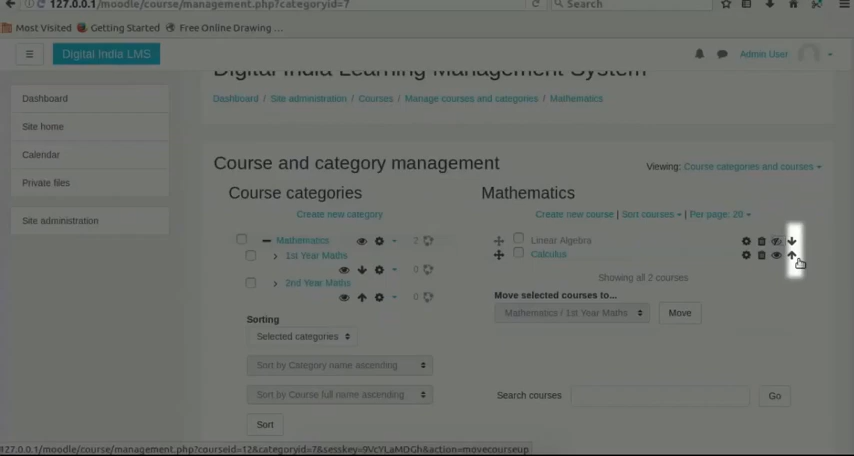 127.0.0.1/moodle/course/management.php?categoryid=7
Search
Most Visited Getting Started Free Online Drawing ...
Digital India LMS
Admin User
Digital India Learning Management System
Dashboard / Site administration / Courses / Manage courses and categories / Mathematics
Dashboard
Site home
Calendar
Private files
Site administration
Course and category management
Viewing: Course categories and courses
Course categories
Create new category
Mathematics 2
1st Year Maths
0
2nd Year Maths
0
Sorting
Selected categories
Sort by Category name ascending
Sort by Course full name ascending
Sort
Mathematics
Create new course | Sort courses | Per page: 20
Linear Algebra
Calculus
Showing all 2 courses
Move selected courses to...
Mathematics / 1st Year Maths Move
Search courses Go
127.0.0.1/moodle/course/management.php?courseid=12&categoryid=7&sesskey=9VcYLaMDGh&action=movecourseup